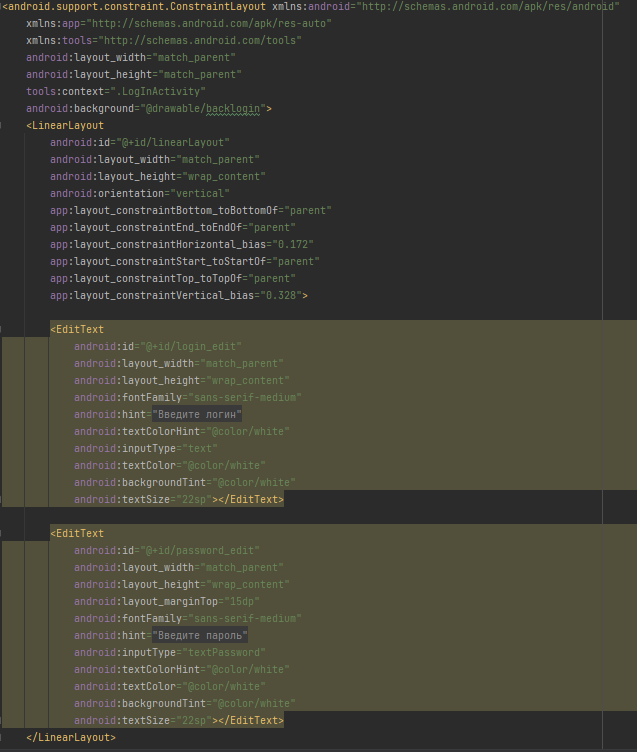 <android.support.constraint.ConstraintLayout xmlns:android="http://schemas.android.com/apk/res/android"
xmlns:app="http://schemas.android.com/apk/res-auto"
xmlns:tools="http://schemas.android.com/tools"
android:layout_width="match_parent"
android:layout_height="match_parent"
tools:context=".LogInActivity"
android:background="@drawable/backlogin">
<LinearLayout
android:id="@+id/linearLayout"
android:layout_width="match_parent"
android:layout_height="wrap_content"
android:orientation="vertical"
app:layout_constraintBottom_toBottomOf="parent"
app:layout_constraintEnd_toEndOf="parent"
app:layout_constraintHorizontal_bias="0.172"
app:layout_constraintStart_toStartOf="parent"
app:layout_constraintTop_toTopOf="parent"
app:layout_constraintVertical_bias="0.328">
<EditText
android:id="@+id/login_edit"
android:layout_width="match_parent"
android:layout_height="wrap_content"
android:fontFamily="sans-serif-medium"
android:hint="Введите логин"
android:textColorHint="@color/white"
android:inputType="text"
android:textColor="@color/white"
android:backgroundTint="@color/white"
android:textSize="22sp"></EditText>
<EditText
android:id="@+id/password_edit"
android:layout_width="match_parent"
android:layout_height="wrap_content"
android:layout_marginTop="15dp"
android:fontFamily="sans-serif-medium"
android:hint="Введите пароль"
android:inputType="textPassword"
android:textColorHint="@color/white"
android:textColor="@color/white"
android:backgroundTint="@color/white"
android:textSize="22sp"></EditText>
</LinearLayout>